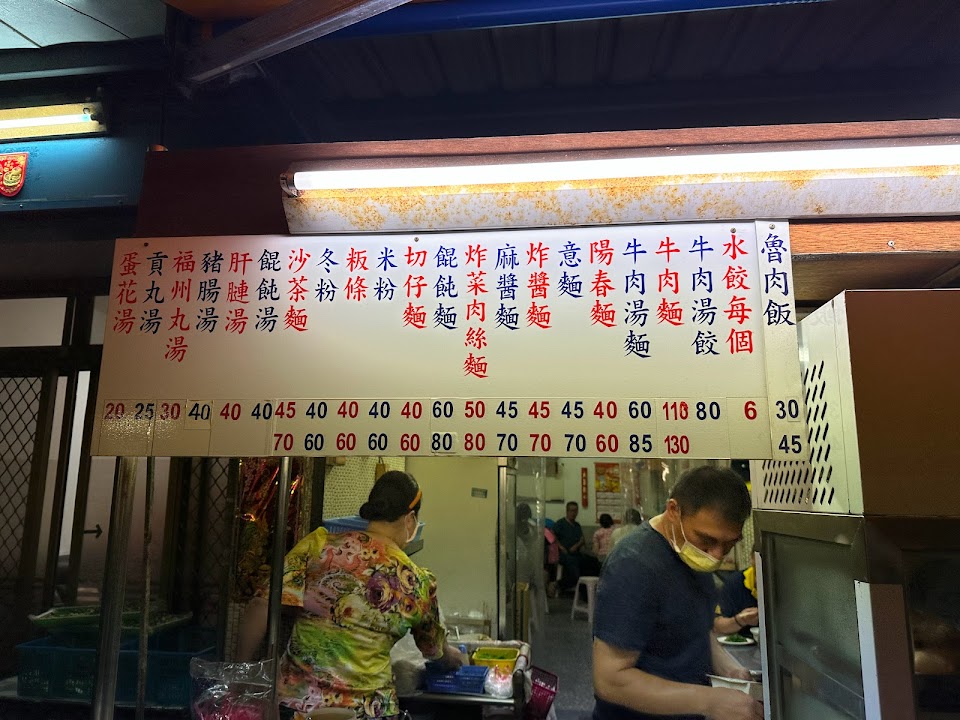 魯肉飯
水餃每個
牛肉湯餃
牛肉麵
牛肉湯麵
陽春麵
意麵
炸醬麵
麻醬麵
炸菜肉絲麵
餛飩麵
切仔麵
米粉
粄條
冬粉
沙茶麵
餛飩湯
肝腱湯
豬腸湯
福州丸湯
貢丸湯
蛋花湯
20 25 30 40 40 40 45 40 40 40 40 60 50 45 45 45 40 60 110 80 6 30
70 60 60 60 60 80 80 70 70 70 60 85 130 45